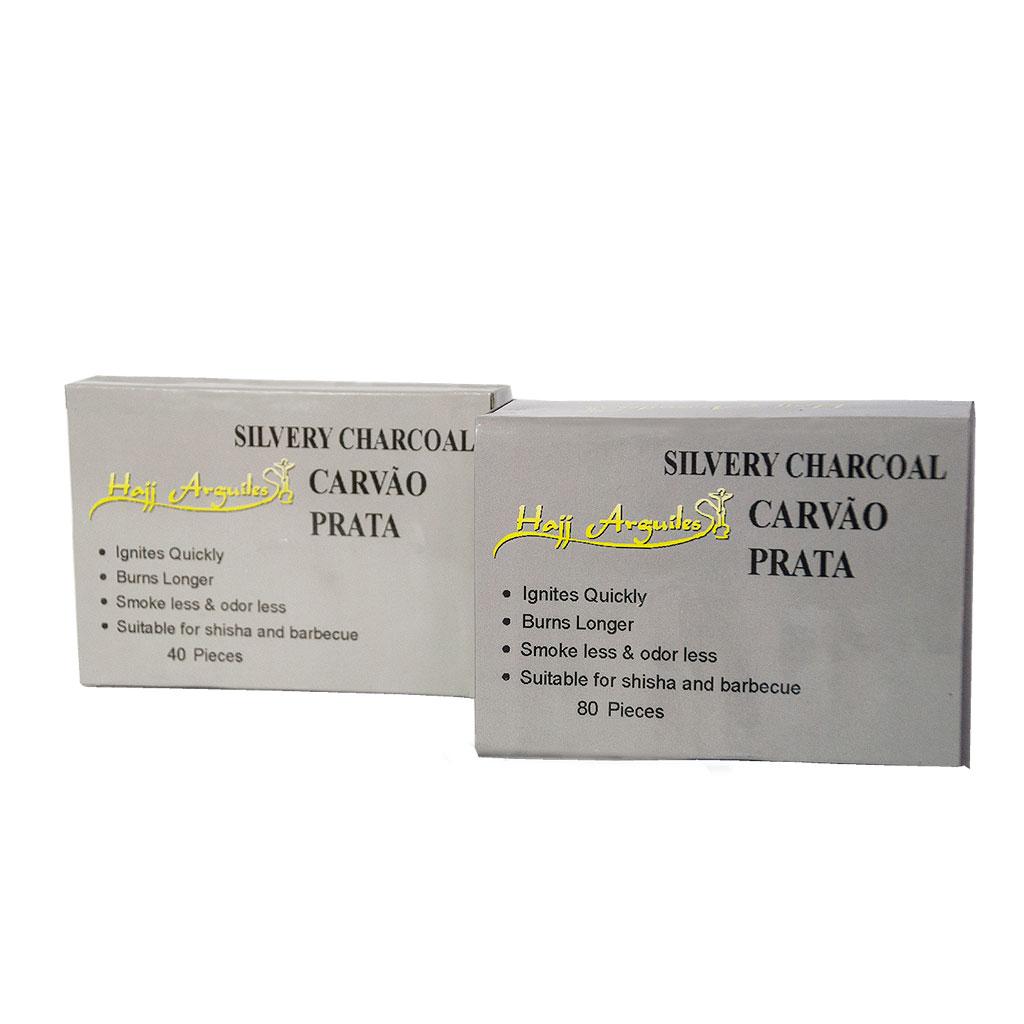 SILVERY CHARCOAL
Hajj Arguiles
CARVÃO
PRATA
• Ignites Quickly
• Burns Longer
• Smoke less & odor less
• Suitable for shisha and barbecue
40 Pieces
SILVERY CHARCOAL
Hajj Arguiles
CARVÃO
PRATA
• Ignites Quickly
• Burns Longer
• Smoke less & odor less
• Suitable for shisha and barbecue
80 Pieces